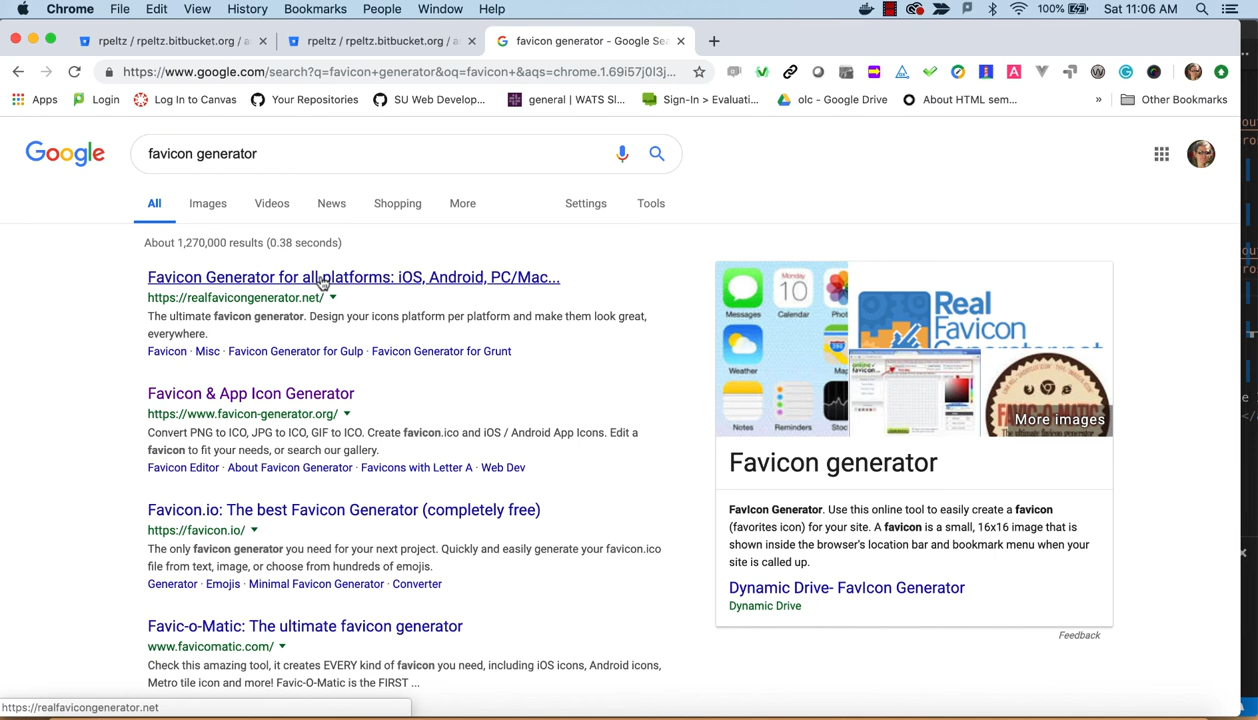 Chrome File Edit View History Bookmarks People Window Help 100% Sat 11:06 AM
rpeltz / rpeltz.bitbucket.org / a
rpeltz / rpeltz.bitbucket.org / a
favicon generator - Google Sea
https://www.google.com/search?q=favicon+generator&oq=favicon+&aqs=chrome.1.69i57j0l3j...
Apps Login Log In to Canvas Your Repositories SU Web Develop... general | WATS Sl... Sign-In > Evaluati... olc - Google Drive About HTML sem... » Other Bookmarks
Google
favicon generator
All Images Videos News Shopping More Settings Tools
About 1,270,000 results (0.38 seconds)
Favicon Generator for all platforms: iOS, Android, PC/Mac...
https://realfavicongenerator.net/
The ultimate favicon generator. Design your icons platform per platform and make them look great,
everywhere.
Favicon · Misc · Favicon Generator for Gulp · Favicon Generator for Grunt
Favicon & App Icon Generator
https://www.favicon-generator.org/
Convert PNG to ICO, JPG to ICO, GIF to ICO. Create favicon.ico and iOS / Android App Icons. Edit a
favicon to fit your needs, or search our gallery.
Favicon Editor · About Favicon Generator · Favicons with Letter A · Web Dev
Favicon.io: The best Favicon Generator (completely free)
https://favicon.io/
The only favicon generator you need for your next project. Quickly and easily generate your favicon.ico
file from text, image, or choose from hundreds of emojis.
Generator · Emojis · Minimal Favicon Generator · Converter
Favic-o-Matic: The ultimate favicon generator
www.favicomatic.com/
Check this amazing tool, it creates EVERY kind of favicon you need, including iOS icons, Android icons,
Metro tile icon and more! Favic-O-Matic is the FIRST ...
Messages
Monday
10
Calendar
Weather
Notes
Reminders
Real
Favicon
More images
Favicon generator
FavIcon Generator. Use this online tool to easily create a favicon
(favorites icon) for your site. A favicon is a small, 16x16 image that is
shown inside the browser's location bar and bookmark menu when your
site is called up.
Dynamic Drive- FavIcon Generator
Dynamic Drive
Feedback
https://realfavicongenerator.net